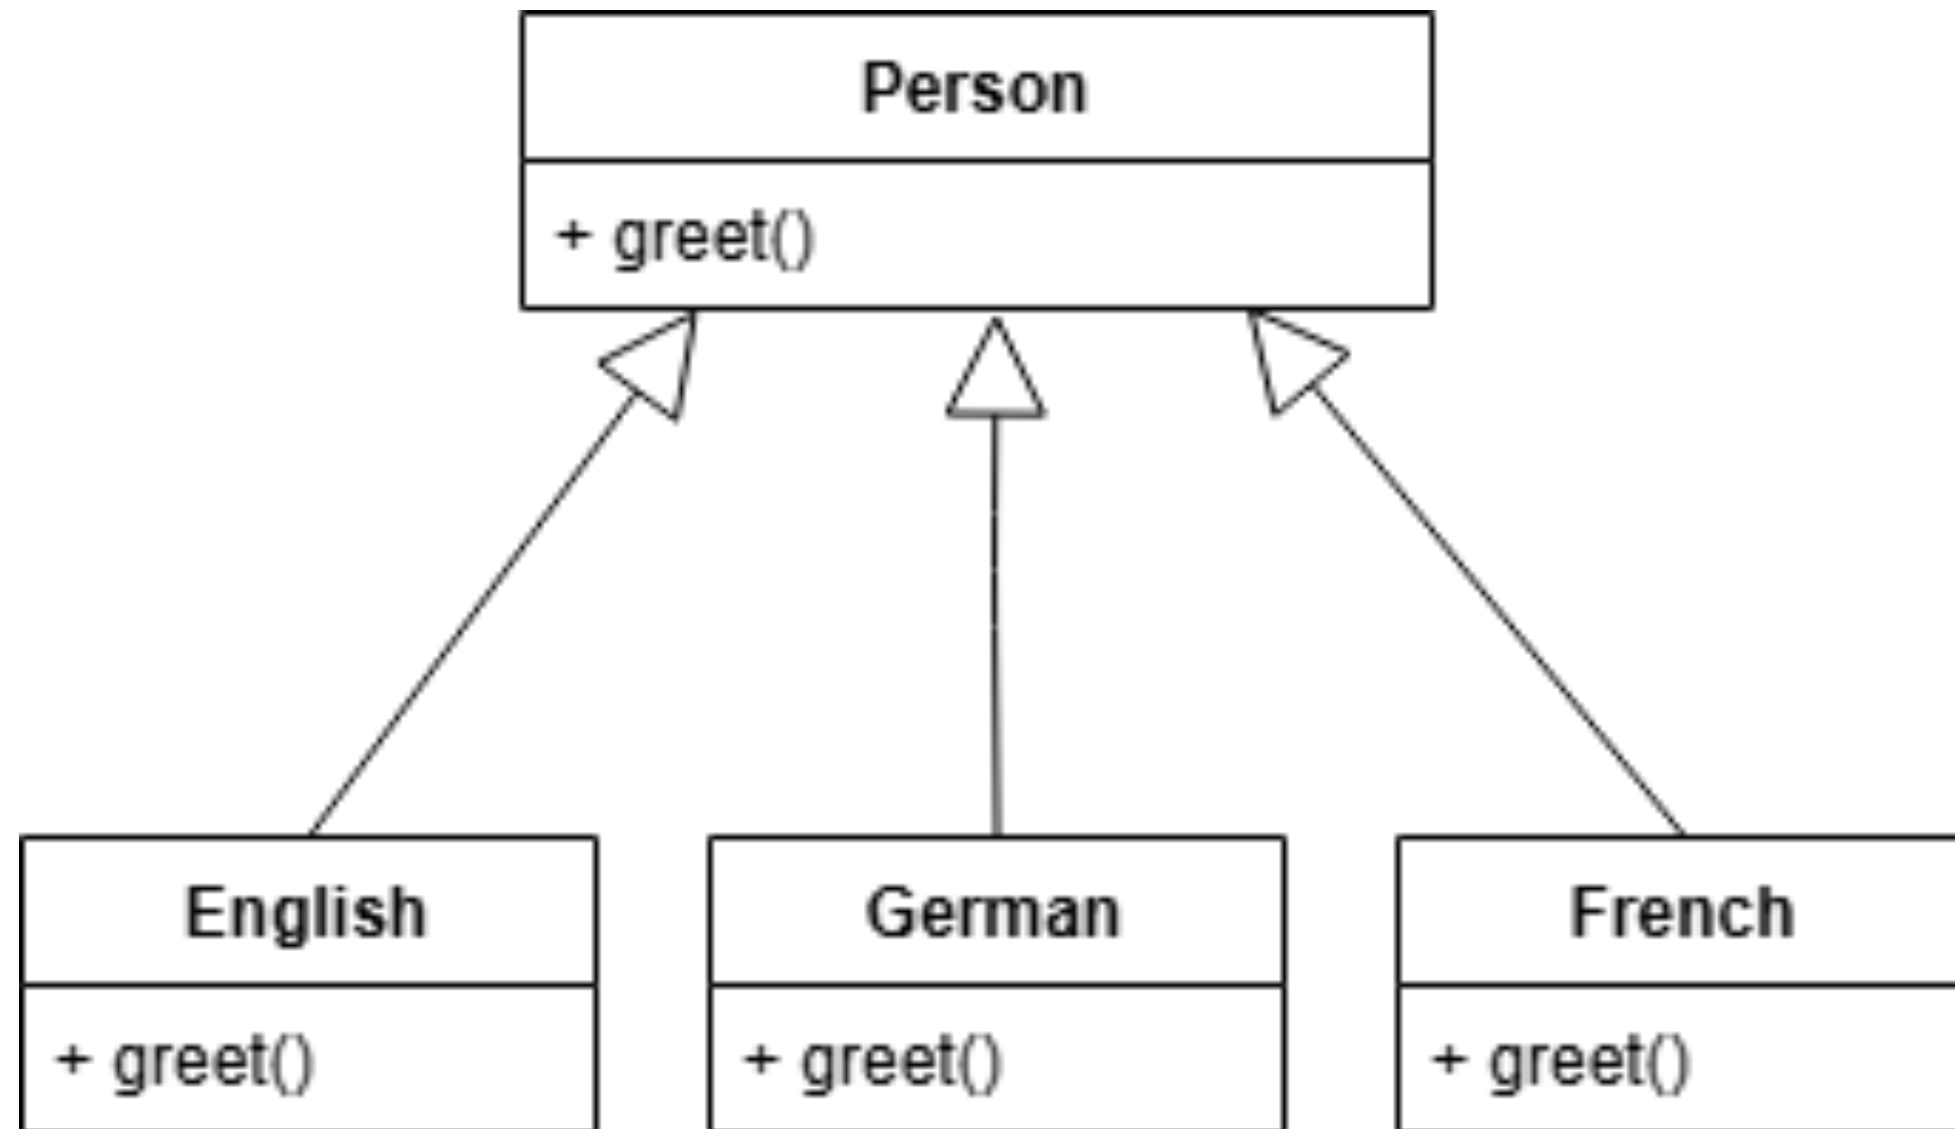 Person
+ greet()
English
+ greet()
German
+ greet()
French
+ greet()